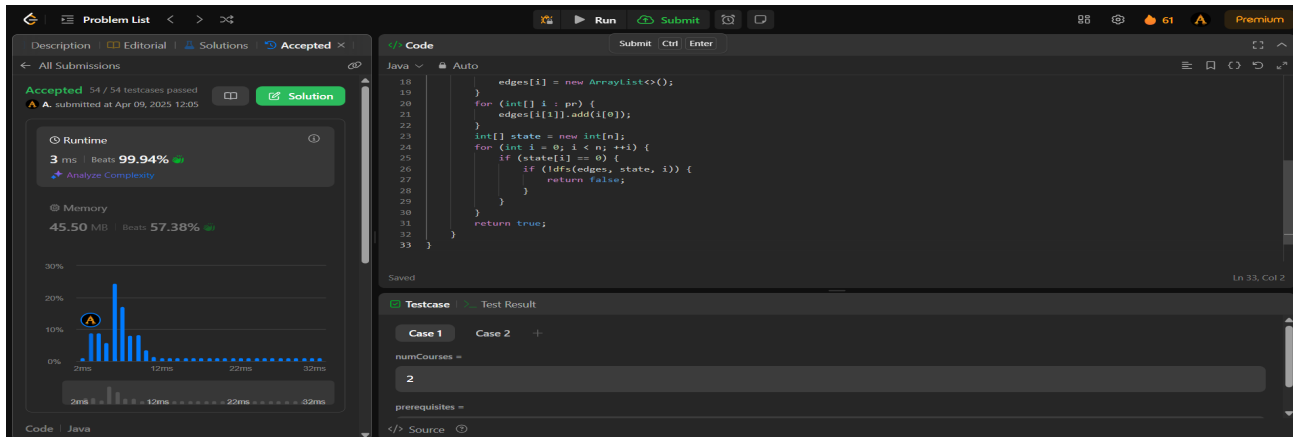 Problem List
Run
Submit
61
A
Premium
Description
Editorial
Solutions
Accepted
All Submissions
Accepted 54 / 54 testcases passed
A A. submitted at Apr 09, 2025 12:05
Solution
Runtime
3 ms Beats 99.94%
Analyze Complexity
Memory
45.50 MB Beats 57.38%
30%
20%
10%
0%
A
2ms 12ms 22ms 32ms
2ms 12ms 22ms 32ms
Code Java
</> Code
Submit Ctrl Enter
Java Auto
18 edges[i] = new ArrayList<>();
19 }
20 for (int[] i : pr) {
21 edges[i[1]].add(i[0]);
22 }
23 int[] state = new int[n];
24 for (int i = 0; i < n; ++i) {
25 if (state[i] == 0) {
26 if (!dfs(edges, state, i)) {
27 return false;
28 }
29 }
30 }
31 return true;
32 }
33 }
Saved
Ln 33, Col 2
Testcase
Test Result
Case 1
Case 2
numCourses =
2
prerequisites =
</> Source